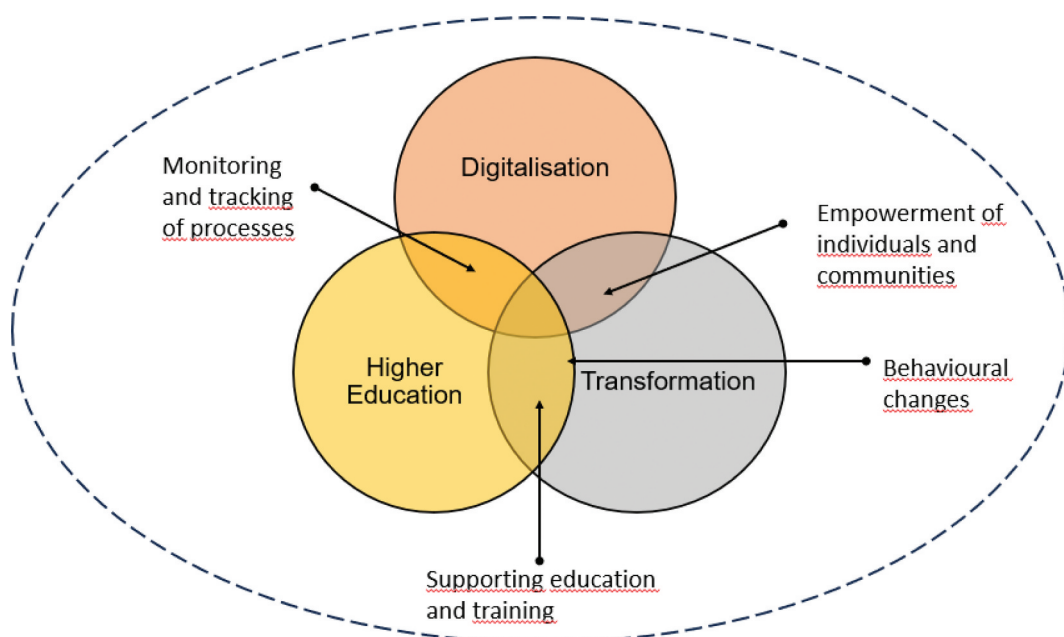 Digitalisation
Monitoring
and tracking
of processes
Empowerment of
individuals and
communities
Higher
Education
Transformation
Behavioural
changes
Supporting education
and training